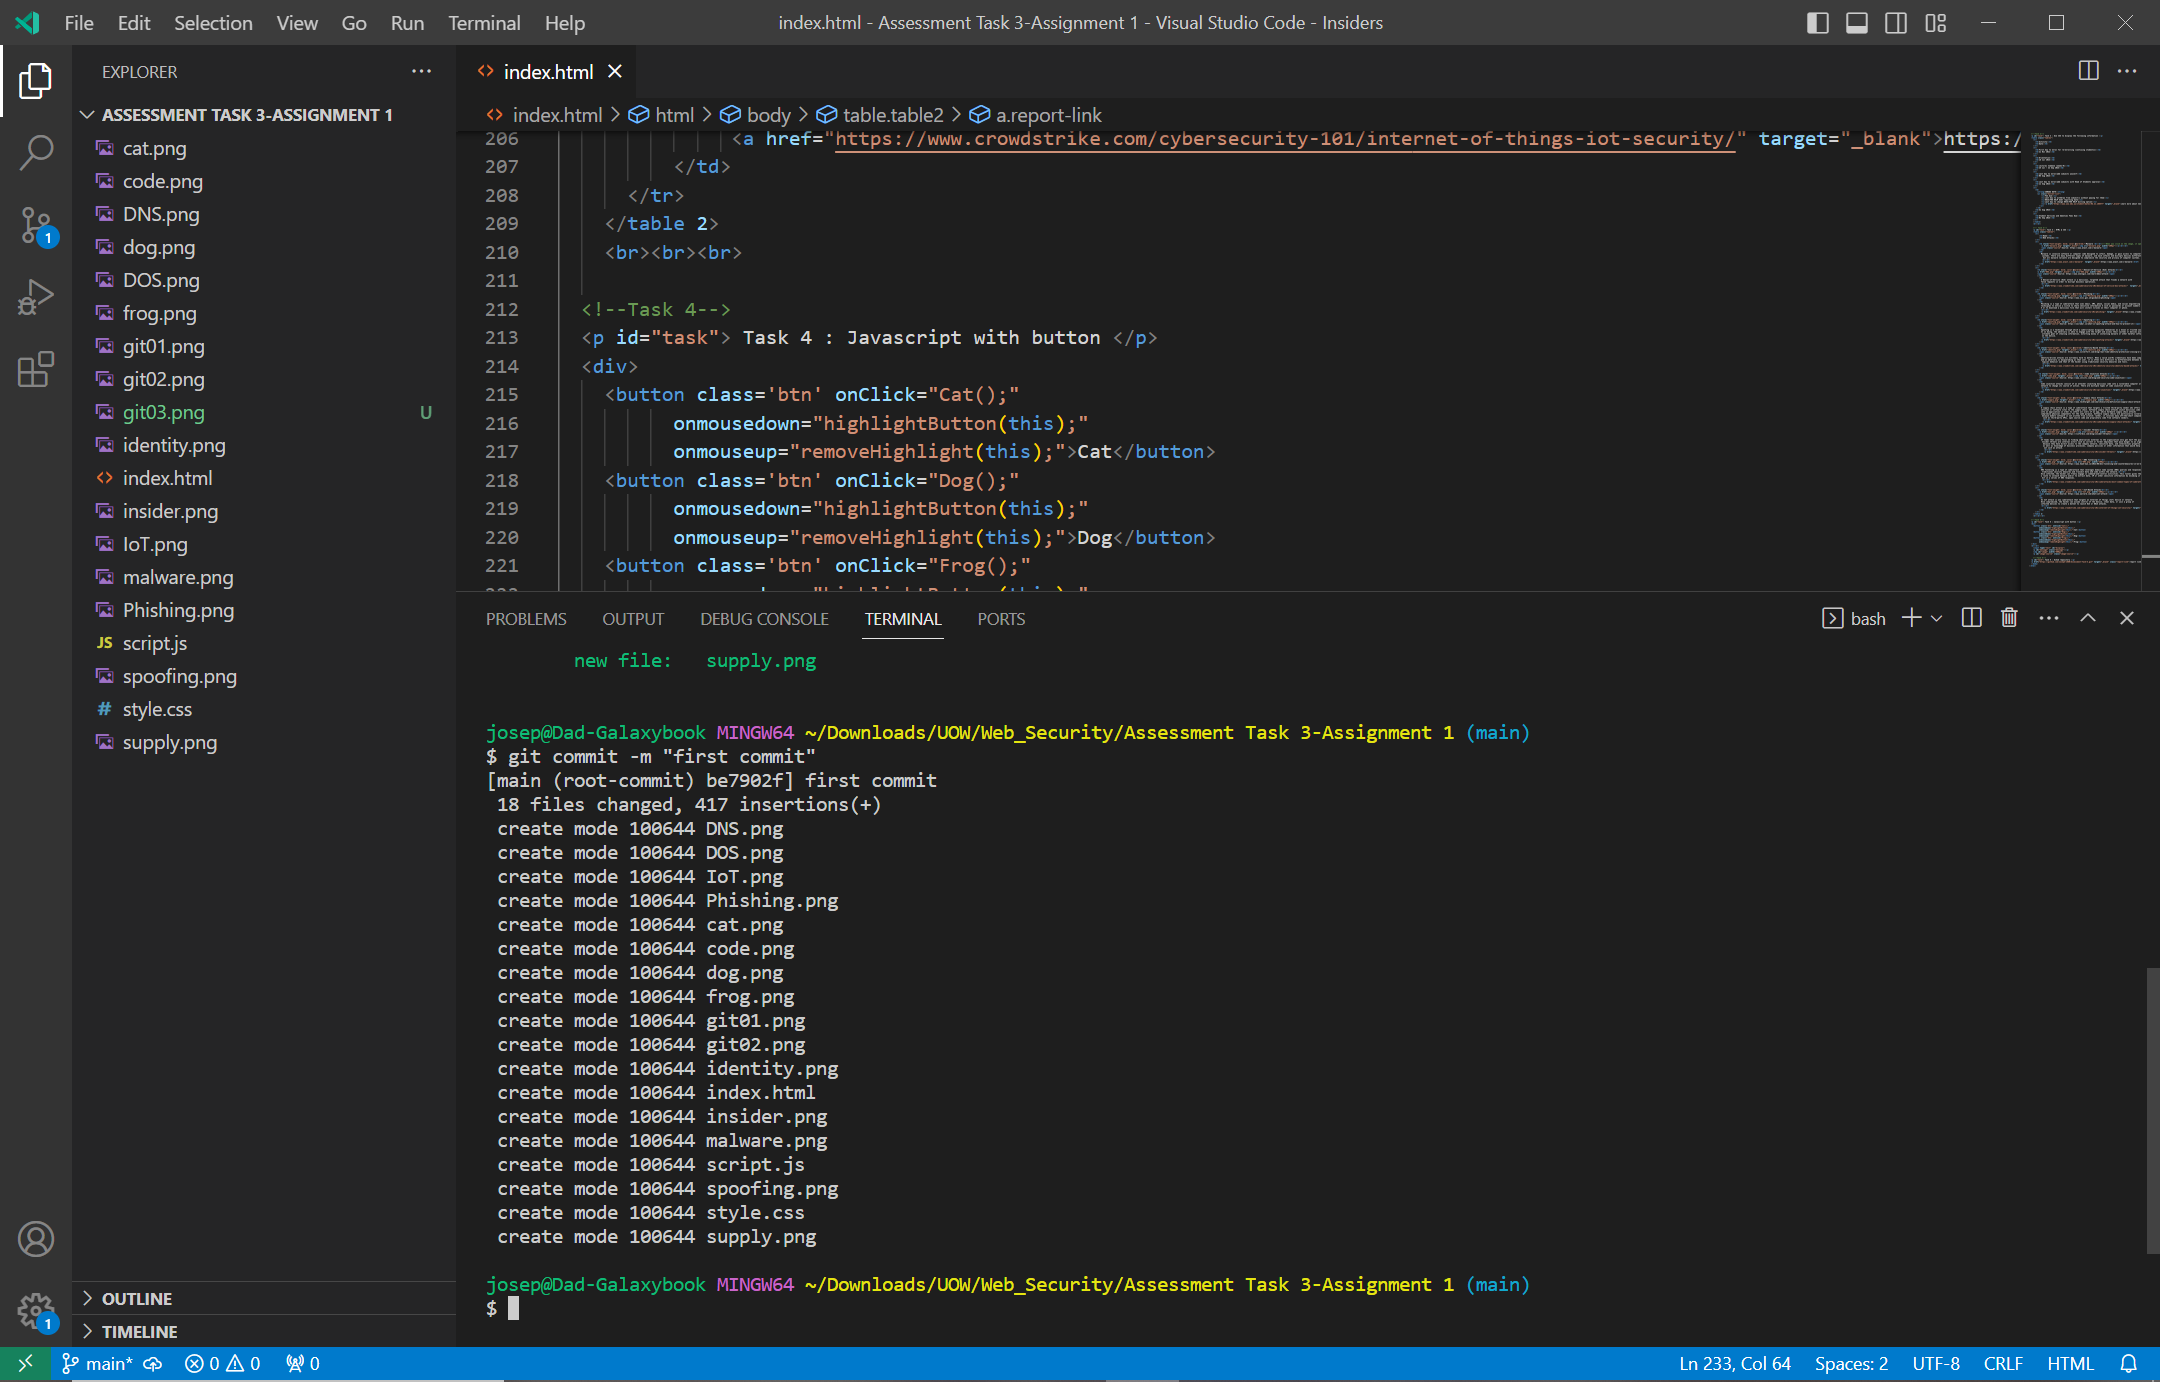 File Edit Selection View Go Run Terminal Help
index.html - Assessment Task 3-Assignment 1 - Visual Studio Code - Insiders
EXPLORER
ASSESSMENT TASK 3-ASSIGNMENT 1
cat.png
code.png
DNS.png
dog.png
DOS.png
frog.png
git01.png
git02.png
git03.png U
identity.png
index.html
insider.png
IoT.png
malware.png
Phishing.png
JS script.js
spoofing.png
# style.css
supply.png
OUTLINE
TIMELINE
1
1
index.html
index.html > html > body > table.table2 > a.report-link
206 <a href="https://www.crowdstrike.com/cybersecurity-101/internet-of-things-iot-security/" target="_blank">https:/
207 </td>
208 </tr>
209 </table 2>
210 <br><br><br>
211
212 <!--Task 4-->
213 <p id="task"> Task 4 : Javascript with button </p>
214 <div>
215 <button class='btn' onClick="Cat();"
216 onmousedown="highlightButton(this);"
217 onmouseup="removeHighlight(this);">Cat</button>
218 <button class='btn' onClick="Dog();"
219 onmousedown="highlightButton(this);"
220 onmouseup="removeHighlight(this);">Dog</button>
221 <button class='btn' onClick="Frog();"
PROBLEMS OUTPUT DEBUG CONSOLE TERMINAL PORTS
bash
new file: supply.png
josep@Dad-Galaxybook MINGW64 ~/Downloads/UOW/Web_Security/Assessment Task 3-Assignment 1 (main)
$ git commit -m "first commit"
[main (root-commit) be7902f] first commit
18 files changed, 417 insertions(+)
create mode 100644 DNS.png
create mode 100644 DOS.png
create mode 100644 IoT.png
create mode 100644 Phishing.png
create mode 100644 cat.png
create mode 100644 code.png
create mode 100644 dog.png
create mode 100644 frog.png
create mode 100644 git01.png
create mode 100644 git02.png
create mode 100644 identity.png
create mode 100644 index.html
create mode 100644 insider.png
create mode 100644 malware.png
create mode 100644 script.js
create mode 100644 spoofing.png
create mode 100644 style.css
create mode 100644 supply.png
josep@Dad-Galaxybook MINGW64 ~/Downloads/UOW/Web_Security/Assessment Task 3-Assignment 1 (main)
$
main* 0 0 0
Ln 233, Col 64 Spaces: 2 UTF-8 CRLF HTML